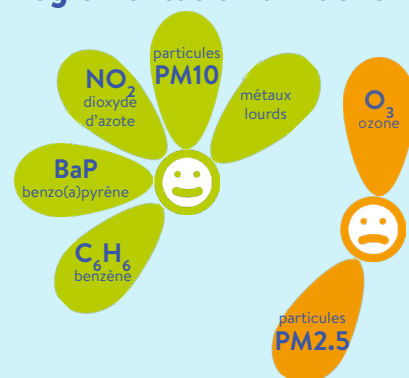 particules
PM10
NO₂
dioxyde
d'azote
métaux
lourds
BaP
benzo(a)pyrène
C₆H₆
benzène
O₃
ozone
particules
PM2.5